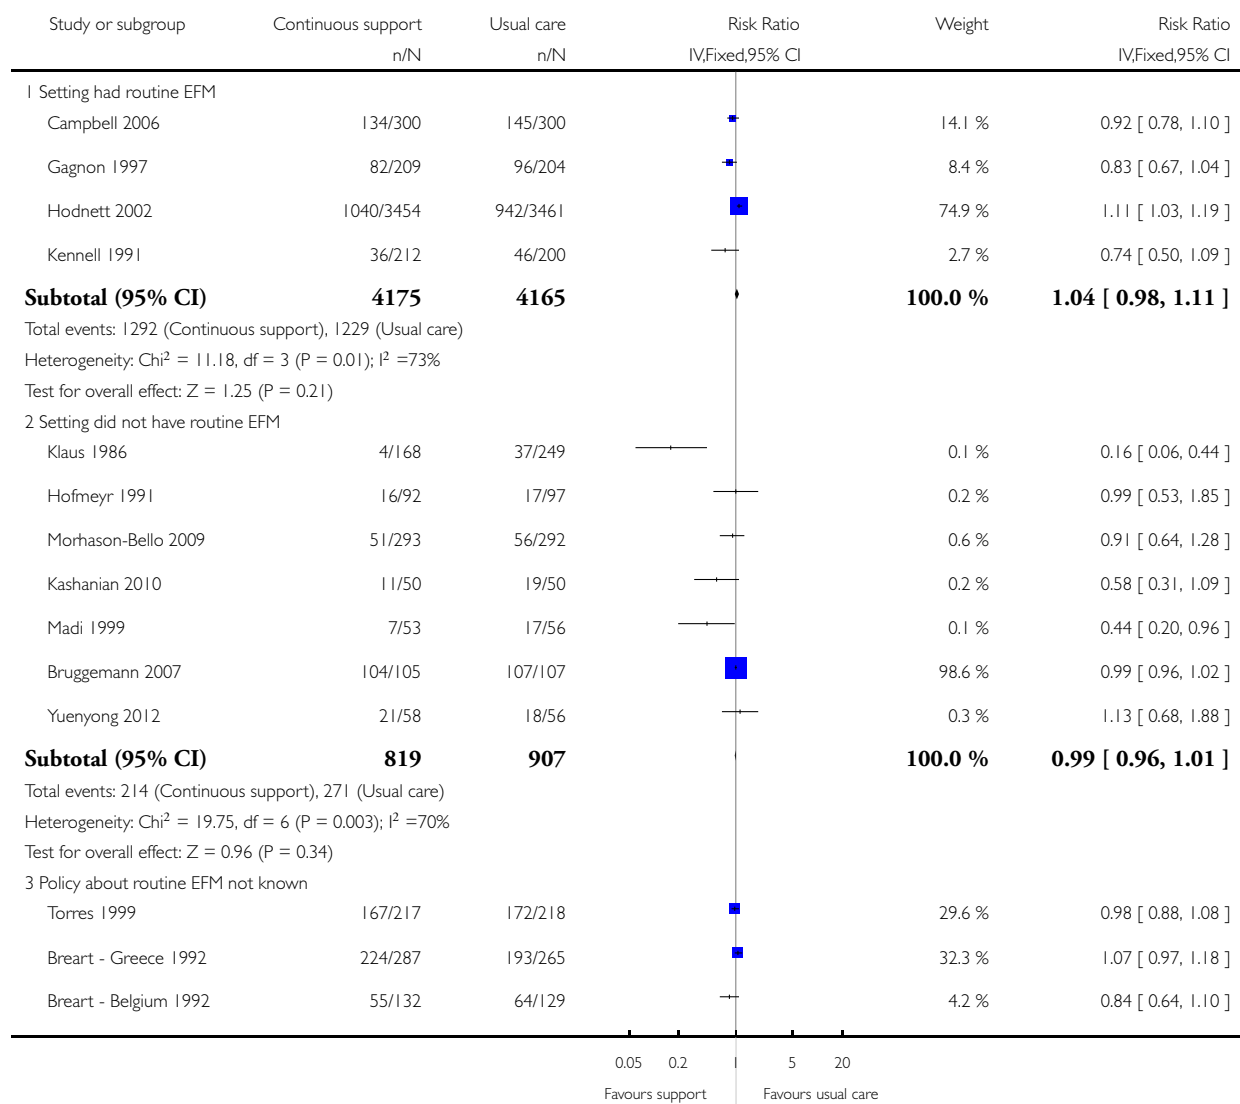 Study or subgroup Continuous support Usual care Risk Ratio Weight Risk Ratio
n/N n/N IV,Fixed,95% CI IV,Fixed,95% CI
1 Setting had routine EFM
Campbell 2006 134/300 145/300 14.1 % 0.92 [ 0.78, 1.10 ]
Gagnon 1997 82/209 96/204 8.4 % 0.83 [ 0.67, 1.04 ]
Hodnett 2002 1040/3454 942/3461 74.9 % 1.11 [ 1.03, 1.19 ]
Kennell 1991 36/212 46/200 2.7 % 0.74 [ 0.50, 1.09 ]
Subtotal (95% CI) 4175 4165 100.0 % 1.04 [ 0.98, 1.11 ]
Total events: 1292 (Continuous support), 1229 (Usual care)
Heterogeneity: Chi² = 11.18, df = 3 (P = 0.01); I² =73%
Test for overall effect: Z = 1.25 (P = 0.21)
2 Setting did not have routine EFM
Klaus 1986 4/168 37/249 0.1 % 0.16 [ 0.06, 0.44 ]
Hofmeyr 1991 16/92 17/97 0.2 % 0.99 [ 0.53, 1.85 ]
Morhason-Bello 2009 51/293 56/292 0.6 % 0.91 [ 0.64, 1.28 ]
Kashanian 2010 11/50 19/50 0.2 % 0.58 [ 0.31, 1.09 ]
Madi 1999 7/53 17/56 0.1 % 0.44 [ 0.20, 0.96 ]
Bruggemann 2007 104/105 107/107 98.6 % 0.99 [ 0.96, 1.02 ]
Yuenyong 2012 21/58 18/56 0.3 % 1.13 [ 0.68, 1.88 ]
Subtotal (95% CI) 819 907 100.0 % 0.99 [ 0.96, 1.01 ]
Total events: 214 (Continuous support), 271 (Usual care)
Heterogeneity: Chi² = 19.75, df = 6 (P = 0.003); I² =70%
Test for overall effect: Z = 0.96 (P = 0.34)
3 Policy about routine EFM not known
Torres 1999 167/217 172/218 29.6 % 0.98 [ 0.88, 1.08 ]
Breart - Greece 1992 224/287 193/265 32.3 % 1.07 [ 0.97, 1.18 ]
Breart - Belgium 1992 55/132 64/129 4.2 % 0.84 [ 0.64, 1.10 ]
0.05 0.2 1 5 20
Favours support Favours usual care